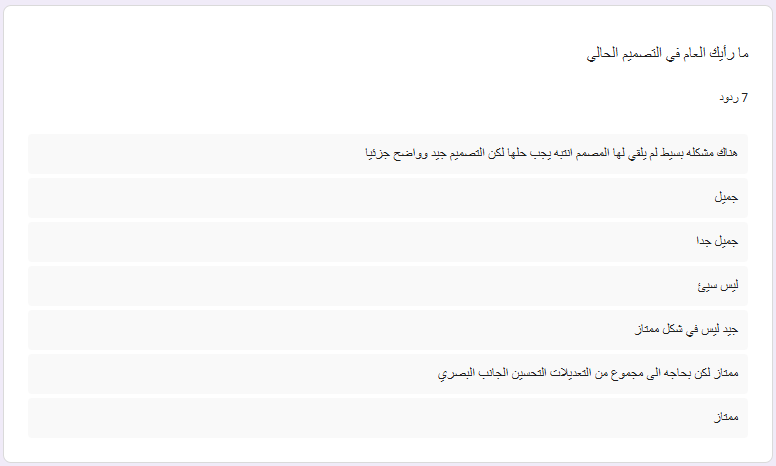 ما رأيك العام في التصميم الحالي
7 ردود
هناك مشكله بسيط لم يلقي لها المصمم انتبه يجب حلها لكن التصميم جيد وواضح جزئيا
جميل
جميل جدا
ليس سيئ
جيد ليس في شكل ممتاز
ممتاز لكن بحاجه الى مجموع من التعديلات التحسين الجانب البصري
ممتاز